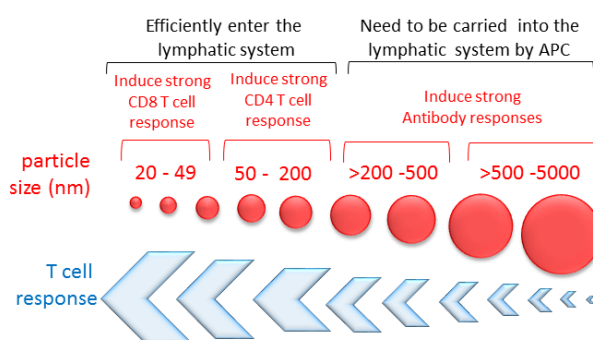 Efficiently enter the
lymphatic system
Need to be carried into the
lymphatic system by APC
Induce strong
CD8 T cell
response
Induce strong
CD4 T cell
response
Induce strong
Antibody responses
particle
size (nm)
20 - 49
50 - 200
>200 -500
>500 -5000
T cell
response